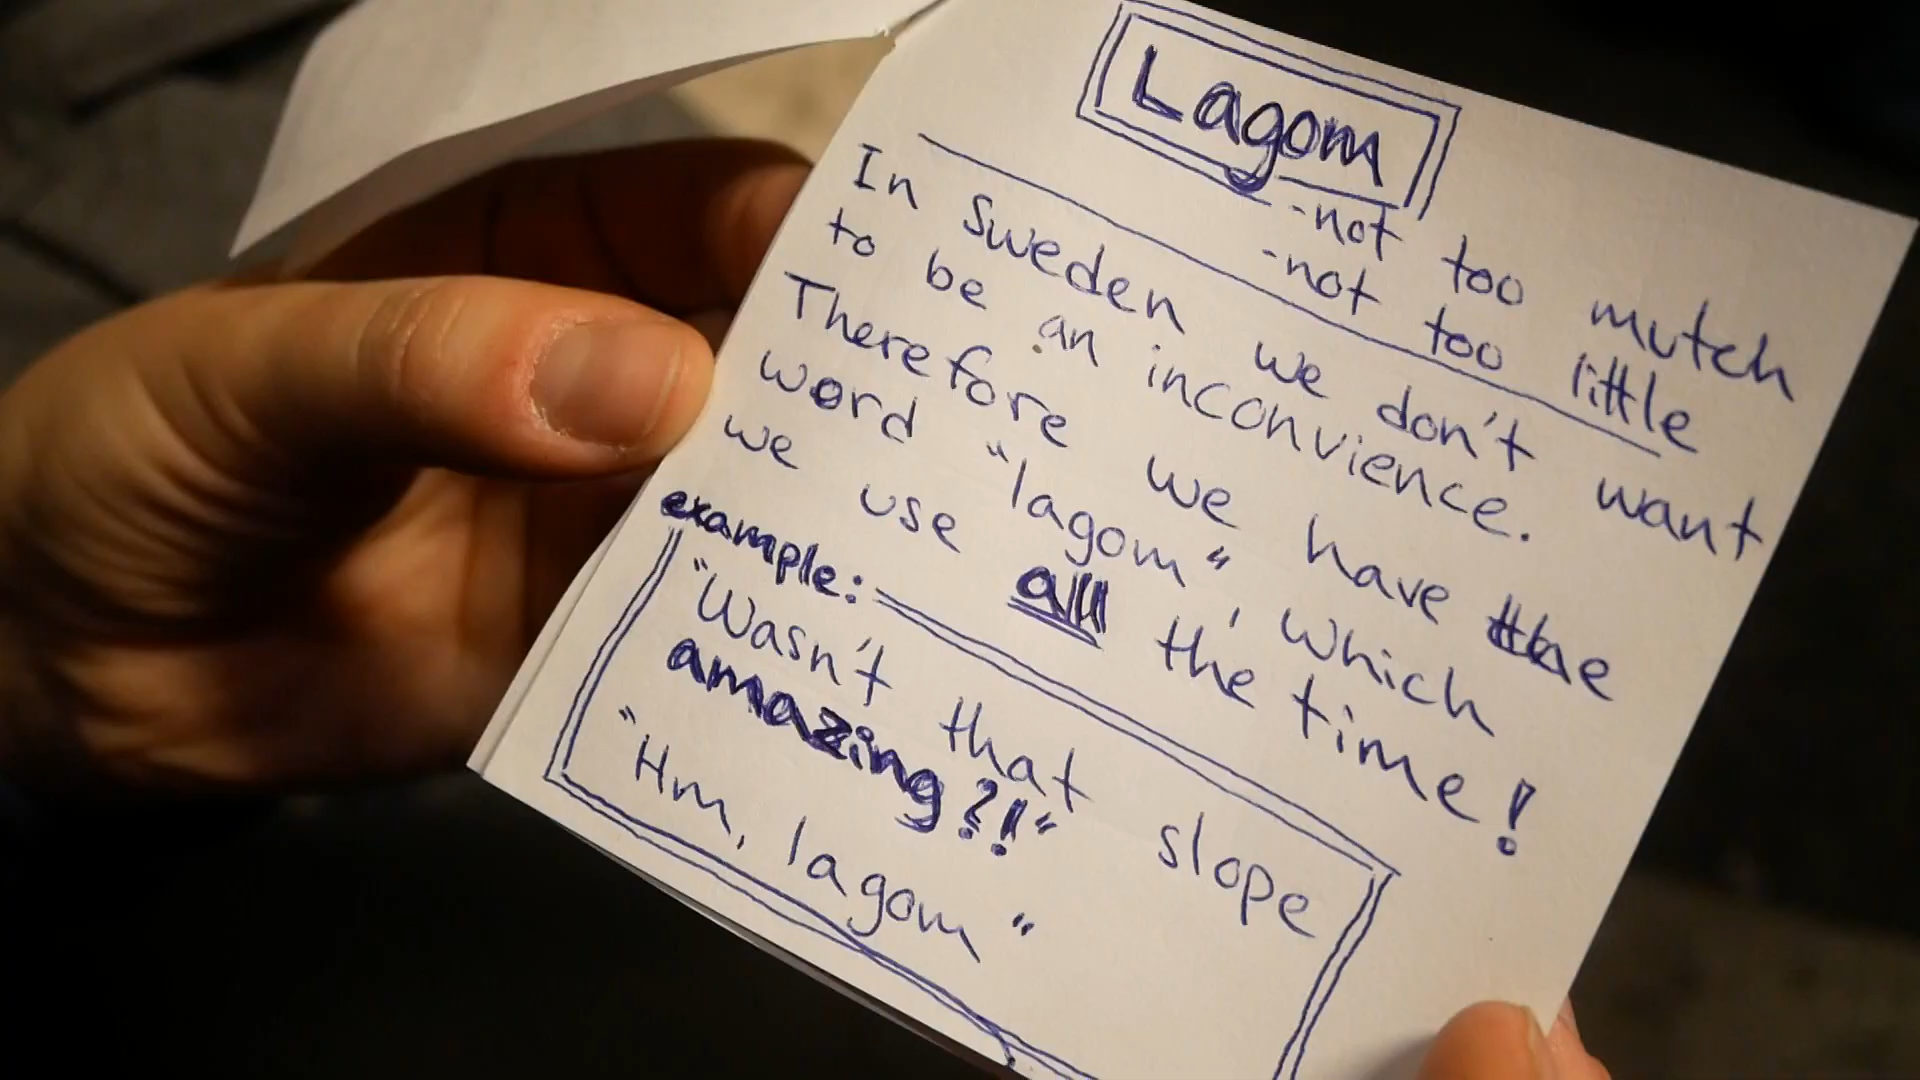 Lagom
-not too mutch
-not too little
In Sweden we don't want
to be an inconvience.
Therefore we have the
word "lagom", which
we use all the time!
example:
"Wasn't that slope
amazing?!"
"Hm, lagom"